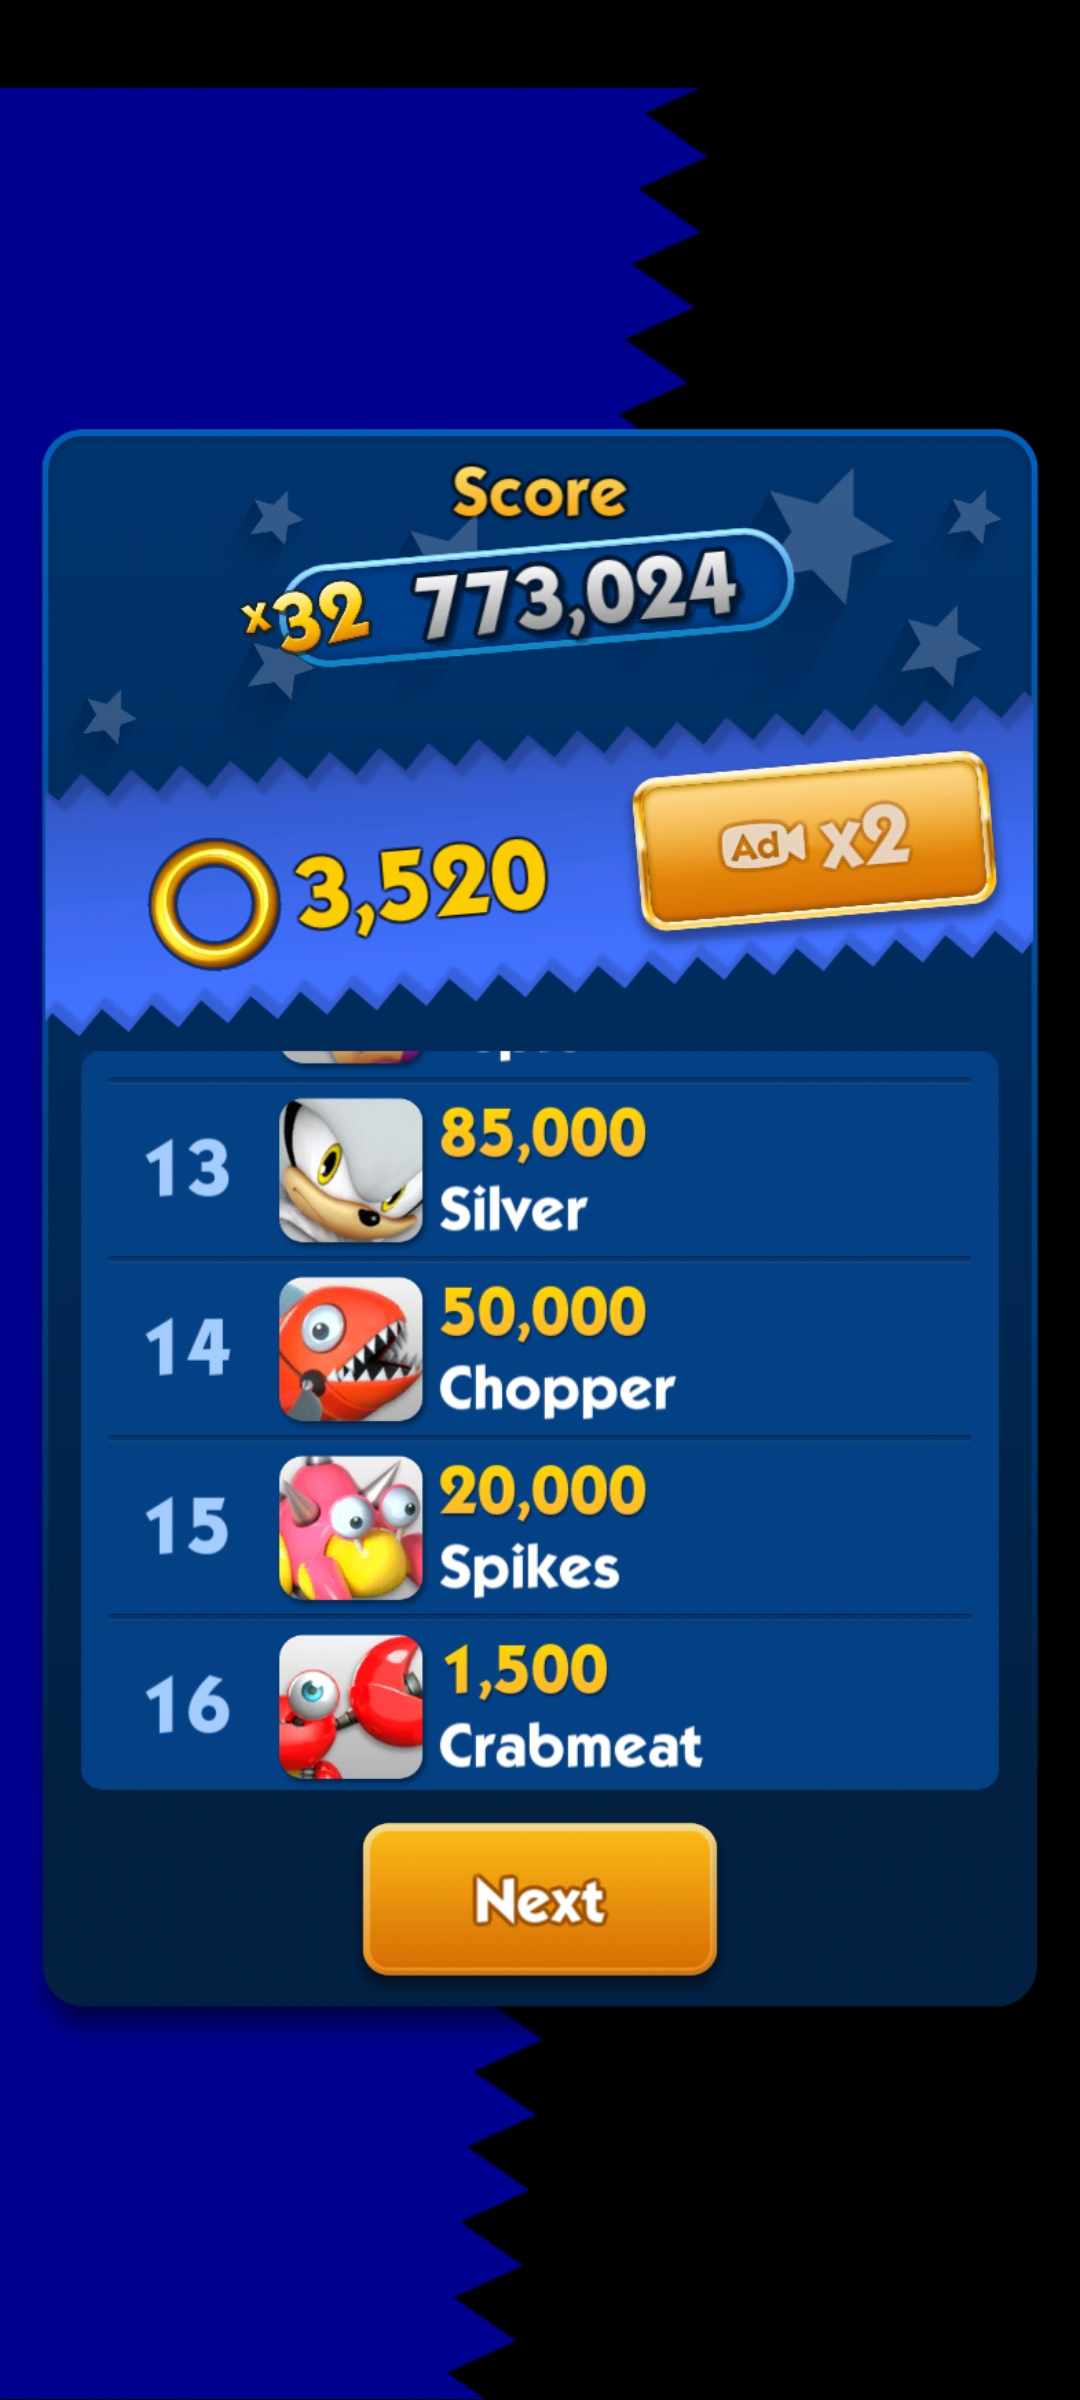 Score
x32 773,024
3,520
Ad x2
13
85,000
Silver
14
50,000
Chopper
15
20,000
Spikes
16
1,500
Crabmeat
Next